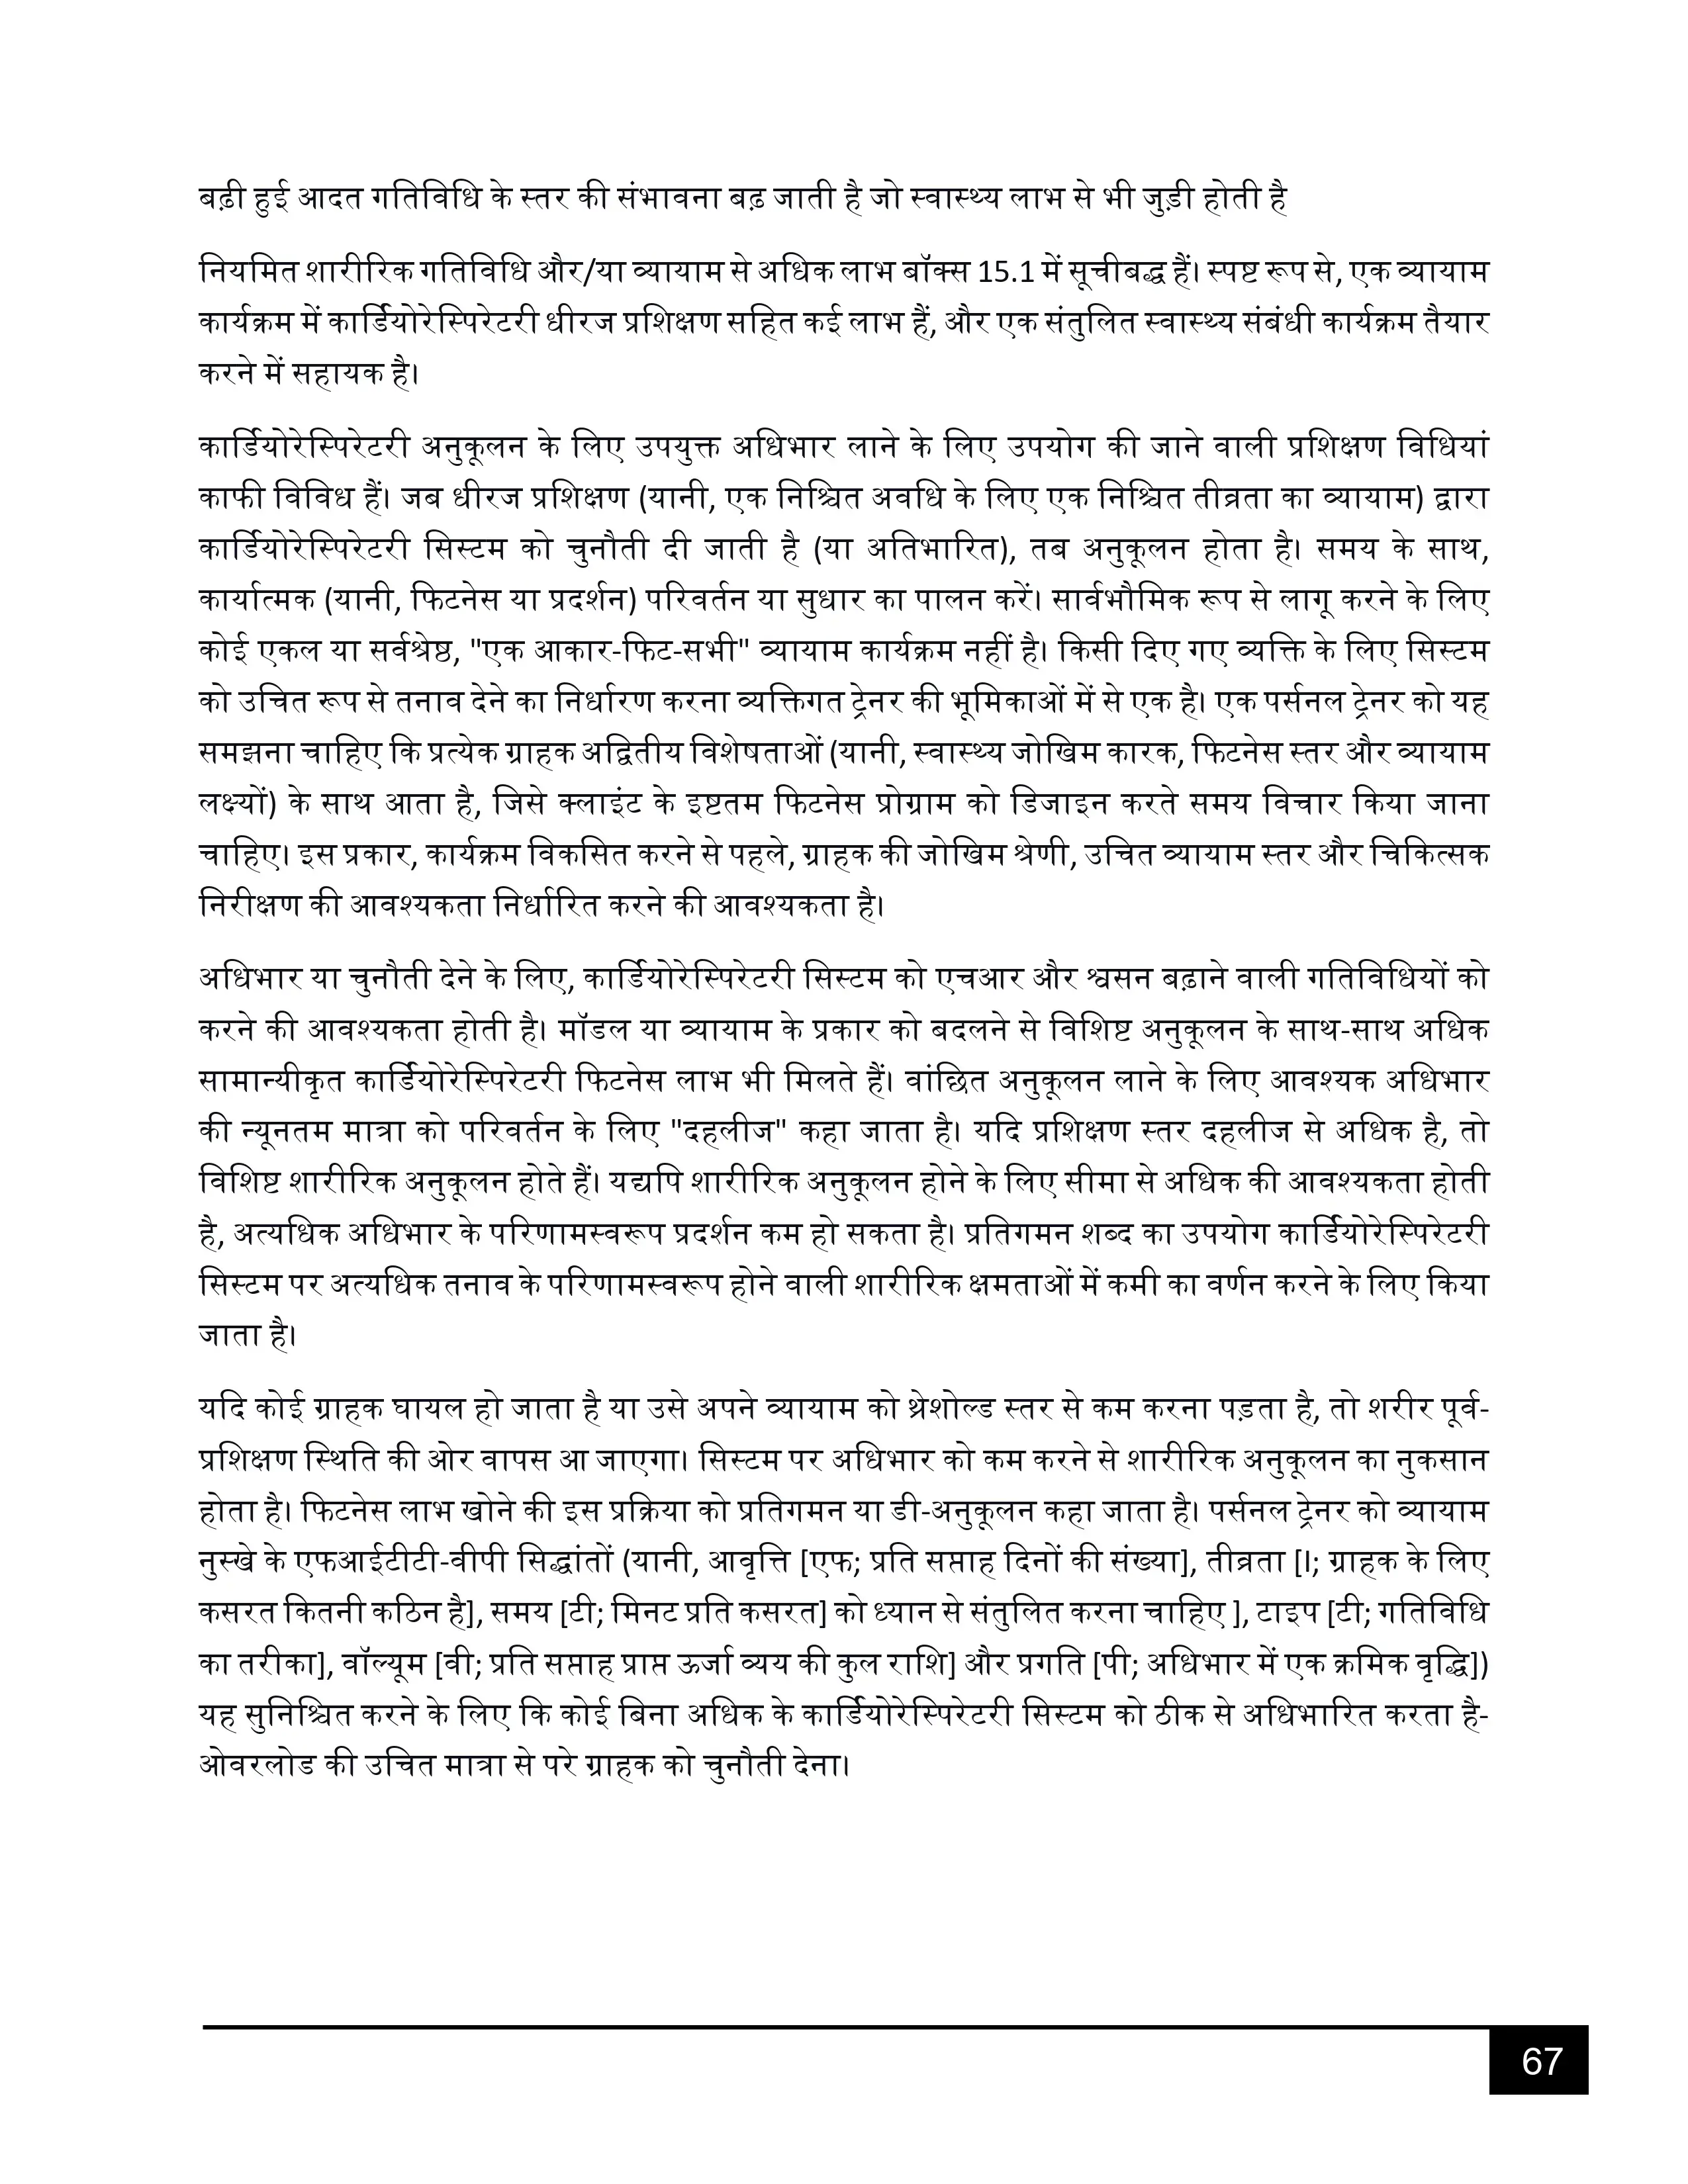 बढ़ी हुई आदत गतिविधि के स्तर की संभावना बढ़ जाती है जो स्वास्थ्य लाभ से भी जुड़ी होती है
नियमित शारीरिक गतिविधि और/या व्यायाम से अधिक लाभ बॉक्स 15.1 में सूचीबद्ध हैं। स्पष्ट रूप से, एक व्यायाम
कार्यक्रम में कार्डियोरेस्पिरेटरी धीरज प्रशिक्षण सहित कई लाभ हैं, और एक संतुलित स्वास्थ्य संबंधी कार्यक्रम तैयार
करने में सहायक है।
कार्डियोरेस्पिरेटरी अनुकूलन के लिए उपयुक्त अधिभार लाने के लिए उपयोग की जाने वाली प्रशिक्षण विधियां
काफी विविध हैं। जब धीरज प्रशिक्षण (यानी, एक निश्चित अवधि के लिए एक निश्चित तीव्रता का व्यायाम) द्वारा
कार्डियोरेस्पिरेटरी सिस्टम को चुनौती दी जाती है (या अतिभारित), तब अनुकूलन होता है। समय के साथ,
कार्यात्मक (यानी, फिटनेस या प्रदर्शन) परिवर्तन या सुधार का पालन करें। सार्वभौमिक रूप से लागू करने के लिए
कोई एकल या सर्वश्रेष्ठ, "एक आकार-फिट-सभी" व्यायाम कार्यक्रम नहीं है। किसी दिए गए व्यक्ति के लिए सिस्टम
को उचित रूप से तनाव देने का निर्धारण करना व्यक्तिगत ट्रेनर की भूमिकाओं में से एक है। एक पर्सनल ट्रेनर को यह
समझना चाहिए कि प्रत्येक ग्राहक अद्वितीय विशेषताओं (यानी, स्वास्थ्य जोखिम कारक, फिटनेस स्तर और व्यायाम
लक्ष्यों) के साथ आता है, जिसे क्लाइंट के इष्टतम फिटनेस प्रोग्राम को डिजाइन करते समय विचार किया जाना
चाहिए। इस प्रकार, कार्यक्रम विकसित करने से पहले, ग्राहक की जोखिम श्रेणी, उचित व्यायाम स्तर और चिकित्सक
निरीक्षण की आवश्यकता निर्धारित करने की आवश्यकता है।
अधिभार या चुनौती देने के लिए, कार्डियोरेस्पिरेटरी सिस्टम को एचआर और श्वसन बढ़ाने वाली गतिविधियों को
करने की आवश्यकता होती है। मॉडल या व्यायाम के प्रकार को बदलने से विशिष्ट अनुकूलन के साथ-साथ अधिक
सामान्यीकृत कार्डियोरेस्पिरेटरी फिटनेस लाभ भी मिलते हैं। वांछित अनुकूलन लाने के लिए आवश्यक अधिभार
की न्यूनतम मात्रा को परिवर्तन के लिए "दहलीज" कहा जाता है। यदि प्रशिक्षण स्तर दहलीज से अधिक है, तो
विशिष्ट शारीरिक अनुकूलन होते हैं। यद्यपि शारीरिक अनुकूलन होने के लिए सीमा से अधिक की आवश्यकता होती
है, अत्यधिक अधिभार के परिणामस्वरूप प्रदर्शन कम हो सकता है। प्रतिगमन शब्द का उपयोग कार्डियोरेस्पिरेटरी
सिस्टम पर अत्यधिक तनाव के परिणामस्वरूप होने वाली शारीरिक क्षमताओं में कमी का वर्णन करने के लिए किया
जाता है।
यदि कोई ग्राहक घायल हो जाता है या उसे अपने व्यायाम को थ्रेशोल्ड स्तर से कम करना पड़ता है, तो शरीर पूर्व-
प्रशिक्षण स्थिति की ओर वापस आ जाएगा। सिस्टम पर अधिभार को कम करने से शारीरिक अनुकूलन का नुकसान
होता है। फिटनेस लाभ खोने की इस प्रक्रिया को प्रतिगमन या डी-अनुकूलन कहा जाता है। पर्सनल ट्रेनर को व्यायाम
नुस्खे के एफआईटीटी-वीपी सिद्धांतों (यानी, आवृत्ति [एफ; प्रति सप्ताह दिनों की संख्या], तीव्रता [I; ग्राहक के लिए
कसरत कितनी कठिन है], समय [टी; मिनट प्रति कसरत] को ध्यान से संतुलित करना चाहिए ], टाइप [टी; गतिविधि
का तरीका], वॉल्यूम [वी; प्रति सप्ताह प्राप्त ऊर्जा व्यय की कुल राशि] और प्रगति [पी; अधिभार में एक क्रमिक वृद्धि])
यह सुनिश्चित करने के लिए कि कोई बिना अधिक के कार्डियोरेस्पिरेटरी सिस्टम को ठीक से अधिभारित करता है-
ओवरलोड की उचित मात्रा से परे ग्राहक को चुनौती देना।
67